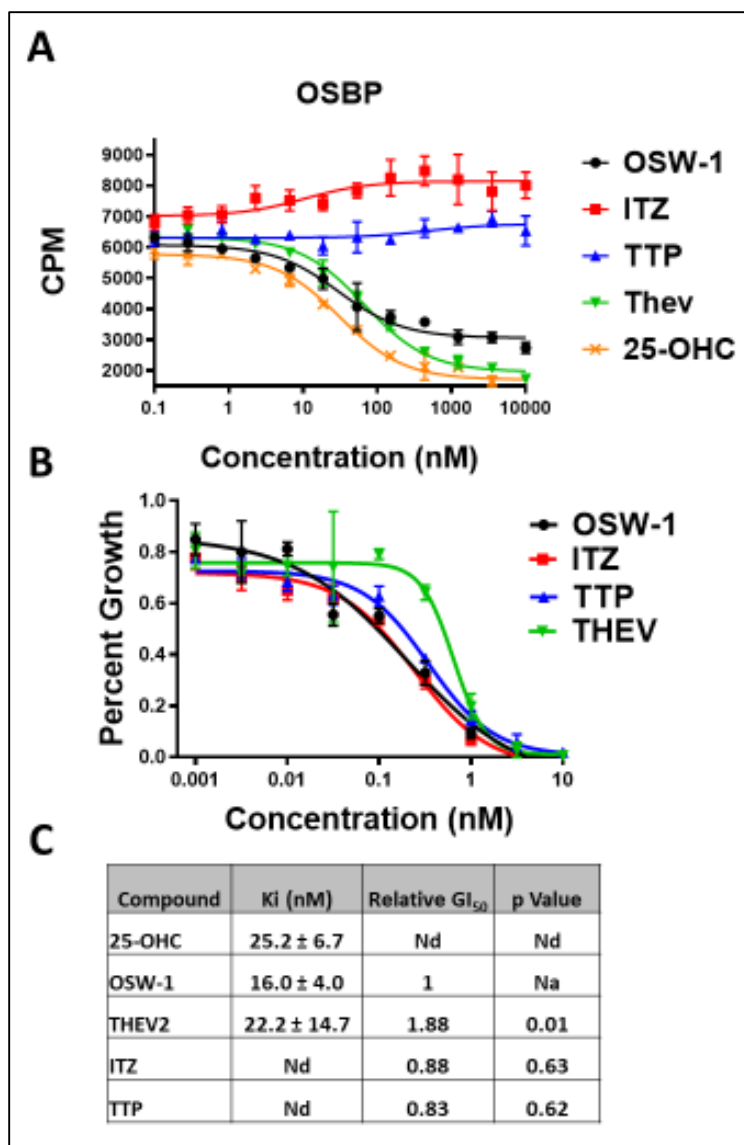 A
OSBP
9000
8000
7000
6000
5000
4000
3000
2000
CPM
0.1 1 10 100 1000 10000
Concentration (nM)
OSW-1
ITZ
TTP
Thev
25-OHC
B
1.0
0.8
0.6
0.4
0.2
0.0
Percent Growth
0.001 0.01 0.1 1 10
Concentration (nM)
OSW-1
ITZ
TTP
THEV
C
Compound Ki (nM) Relative GI₅₀ p Value
25-OHC 25.2 ± 6.7 Nd Nd
OSW-1 16.0 ± 4.0 1 Na
THEV2 22.2 ± 14.7 1.88 0.01
ITZ Nd 0.88 0.63
TTP Nd 0.83 0.62